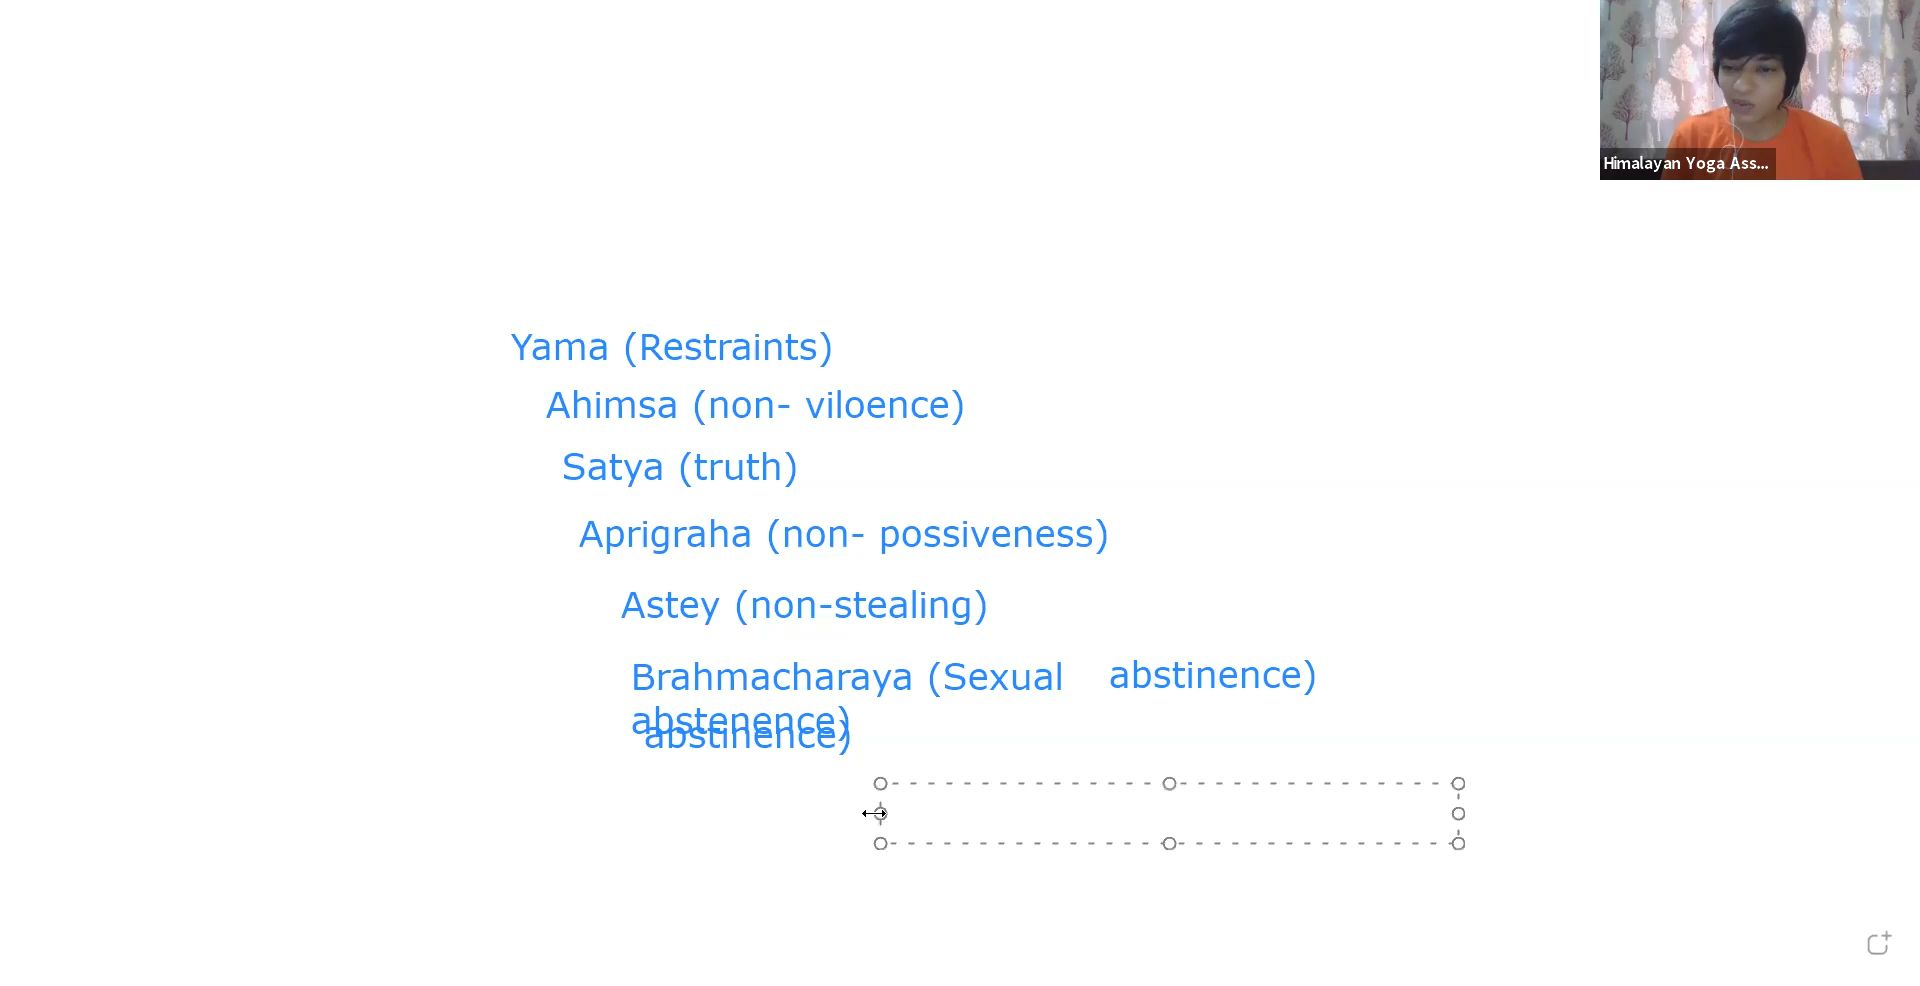 Himalayan Yoga Ass...
Yama (Restraints)
Ahimsa (non- viloence)
Satya (truth)
Aprigraha (non- possiveness)
Astey (non-stealing)
Brahmacharaya (Sexual abstinence)
abstenence)
abstinence)